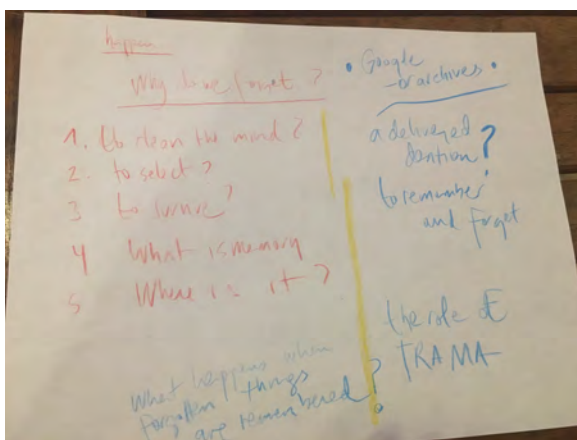 happen
Why do we forget?
1. to clean the mind?
2. to select?
3 to survive?
4 What is memory
5 Where is it?
What happens when
forgotten things
are remembered?
• Google •
or archives
a delivered
?
to remember
and Forget
the role of
TRAMA